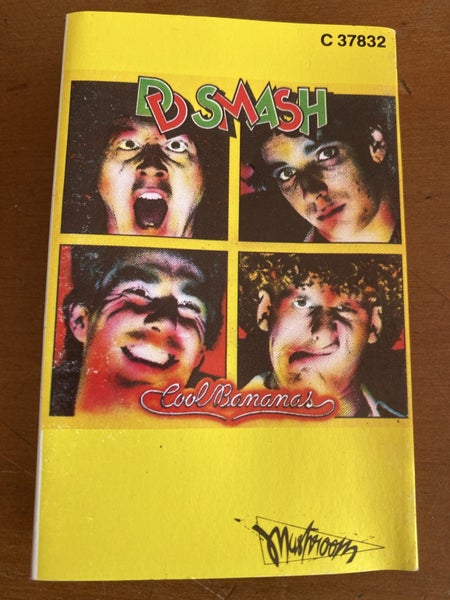 C 37832
DD SMASH
Cool Bananas
Mushroom